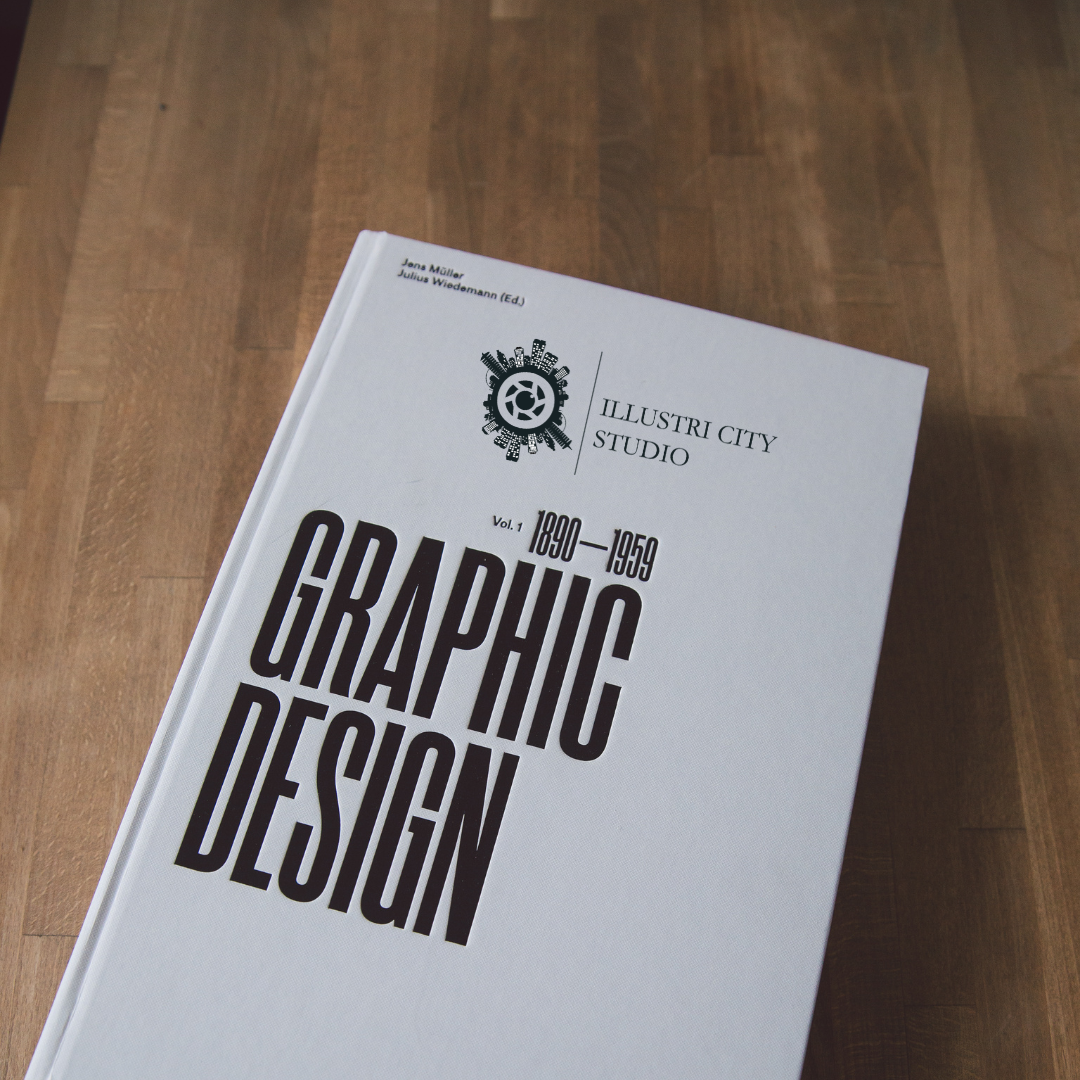 Jens Müller
Julius Wiedemann (Ed.)
ILLUSTRI CITY
STUDIO
Vol. 1 1890—1959
GRAPHIC
DESIGN